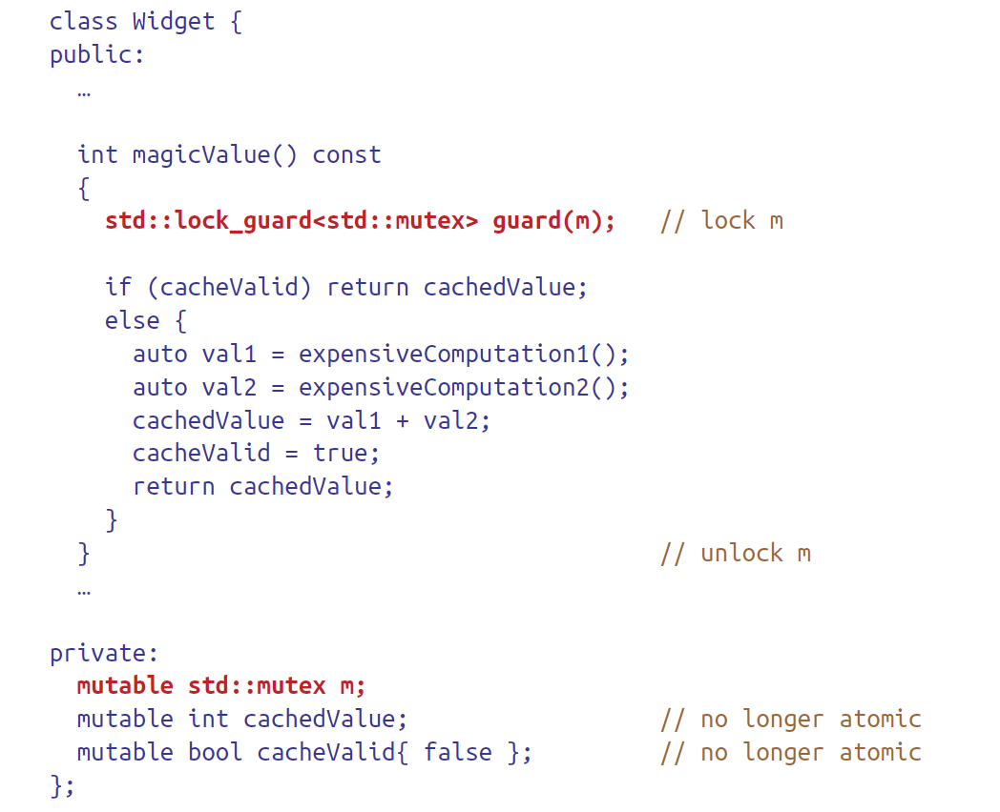 class Widget {
public:
  …

  int magicValue() const
  {
    std::lock_guard<std::mutex> guard(m);   // lock m

    if (cacheValid) return cachedValue;
    else {
      auto val1 = expensiveComputation1();
      auto val2 = expensiveComputation2();
      cachedValue = val1 + val2;
      cacheValid = true;
      return cachedValue;
    }
  }                                         // unlock m
  …

private:
  mutable std::mutex m;
  mutable int cachedValue;                  // no longer atomic
  mutable bool cacheValid{ false };         // no longer atomic
};